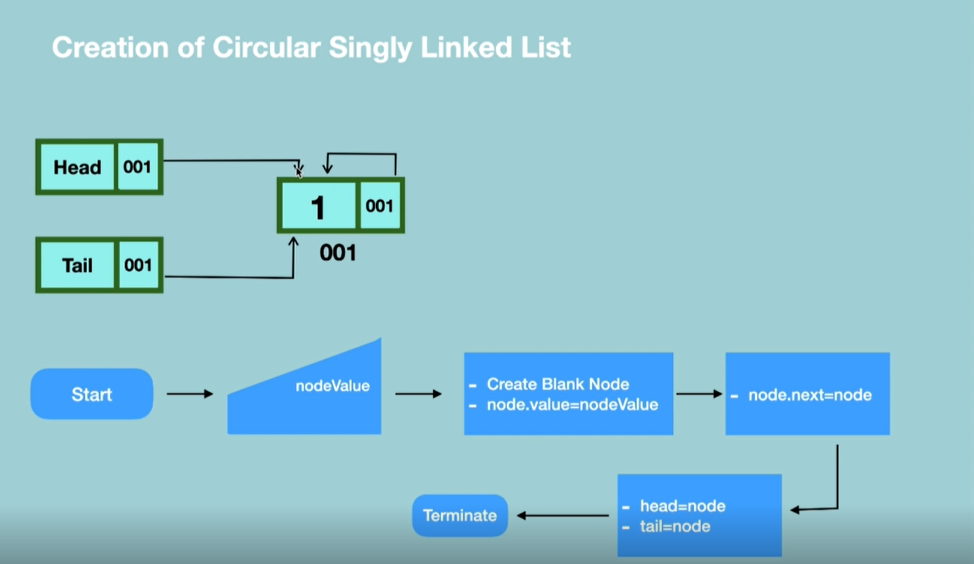 Creation of Circular Singly Linked List
Head 001
1 001
001
Tail 001
Start
nodeValue
- Create Blank Node
- node.value=nodeValue
- node.next=node
- head=node
- tail=node
Terminate